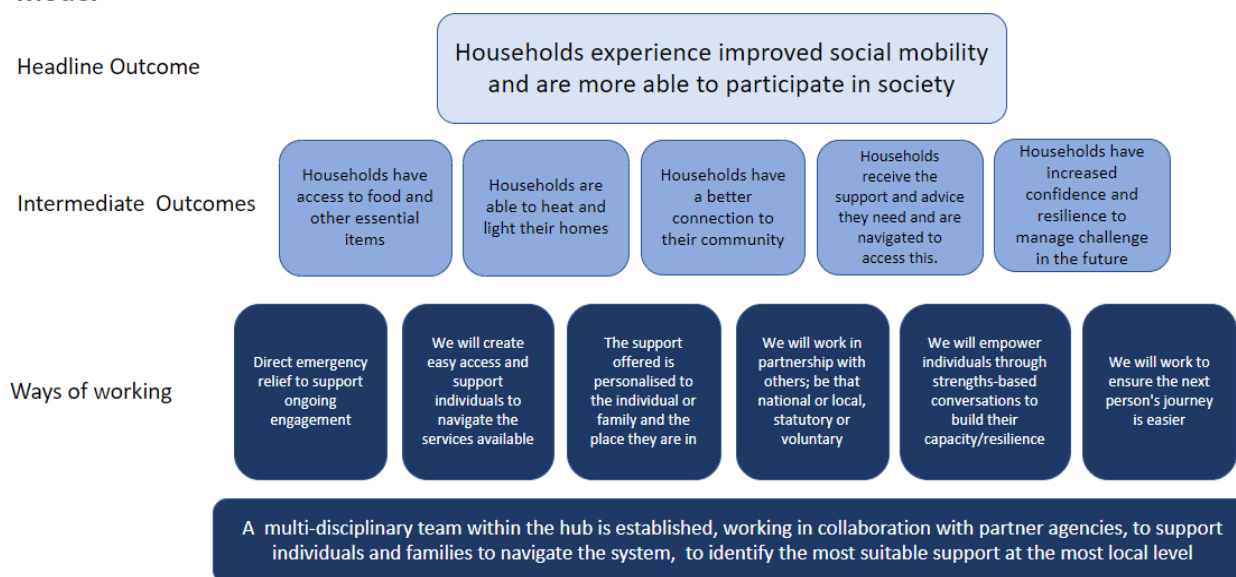 Headline Outcome
Households experience improved social mobility
and are more able to participate in society
Intermediate Outcomes
Households have
access to food and
other essential
items
Households are
able to heat and
light their homes
Households have
a better
connection to
their community
Households
receive the
support and advice
they need and are
navigated to
access this.
Households have
increased
confidence and
resilience to
manage challenge
in the future
Ways of working
Direct emergency
relief to support
ongoing
engagement
We will create
easy access and
support
individuals to
navigate the
services available
The support
offered is
personalised to
the individual or
family and the
place they are in
We will work in
partnership with
others; be that
national or local,
statutory or
voluntary
We will empower
individuals through
strengths-based
conversations to
build their
capacity/resilience
We will work to
ensure the next
person's journey
is easier
A multi-disciplinary team within the hub is established, working in collaboration with partner agencies, to support
individuals and families to navigate the system, to identify the most suitable support at the most local level